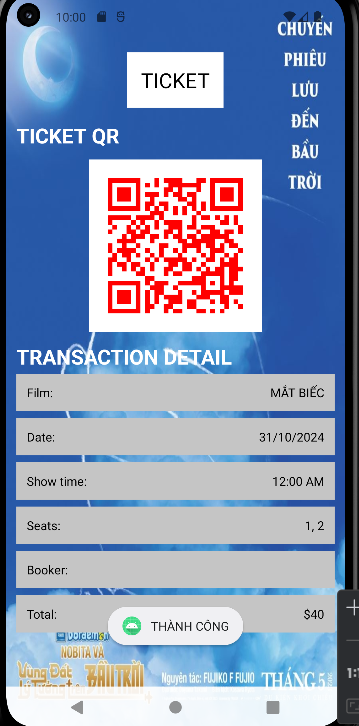 10:00
CHUYẾN
PHIÊU
LƯU
ĐẾN
BẦU
TRỜI
TICKET
TICKET QR
TRANSACTION DETAIL
Film: MẮT BIẾC
Date: 31/10/2024
Show time: 12:00 AM
Seats: 1, 2
Booker:
Total: $40
THÀNH CÔNG
NOBITA VÀ
Vùng Đất
BẦU TRỜI
Nguyên tác: FUJIKO F FUJIO THÁNG 5